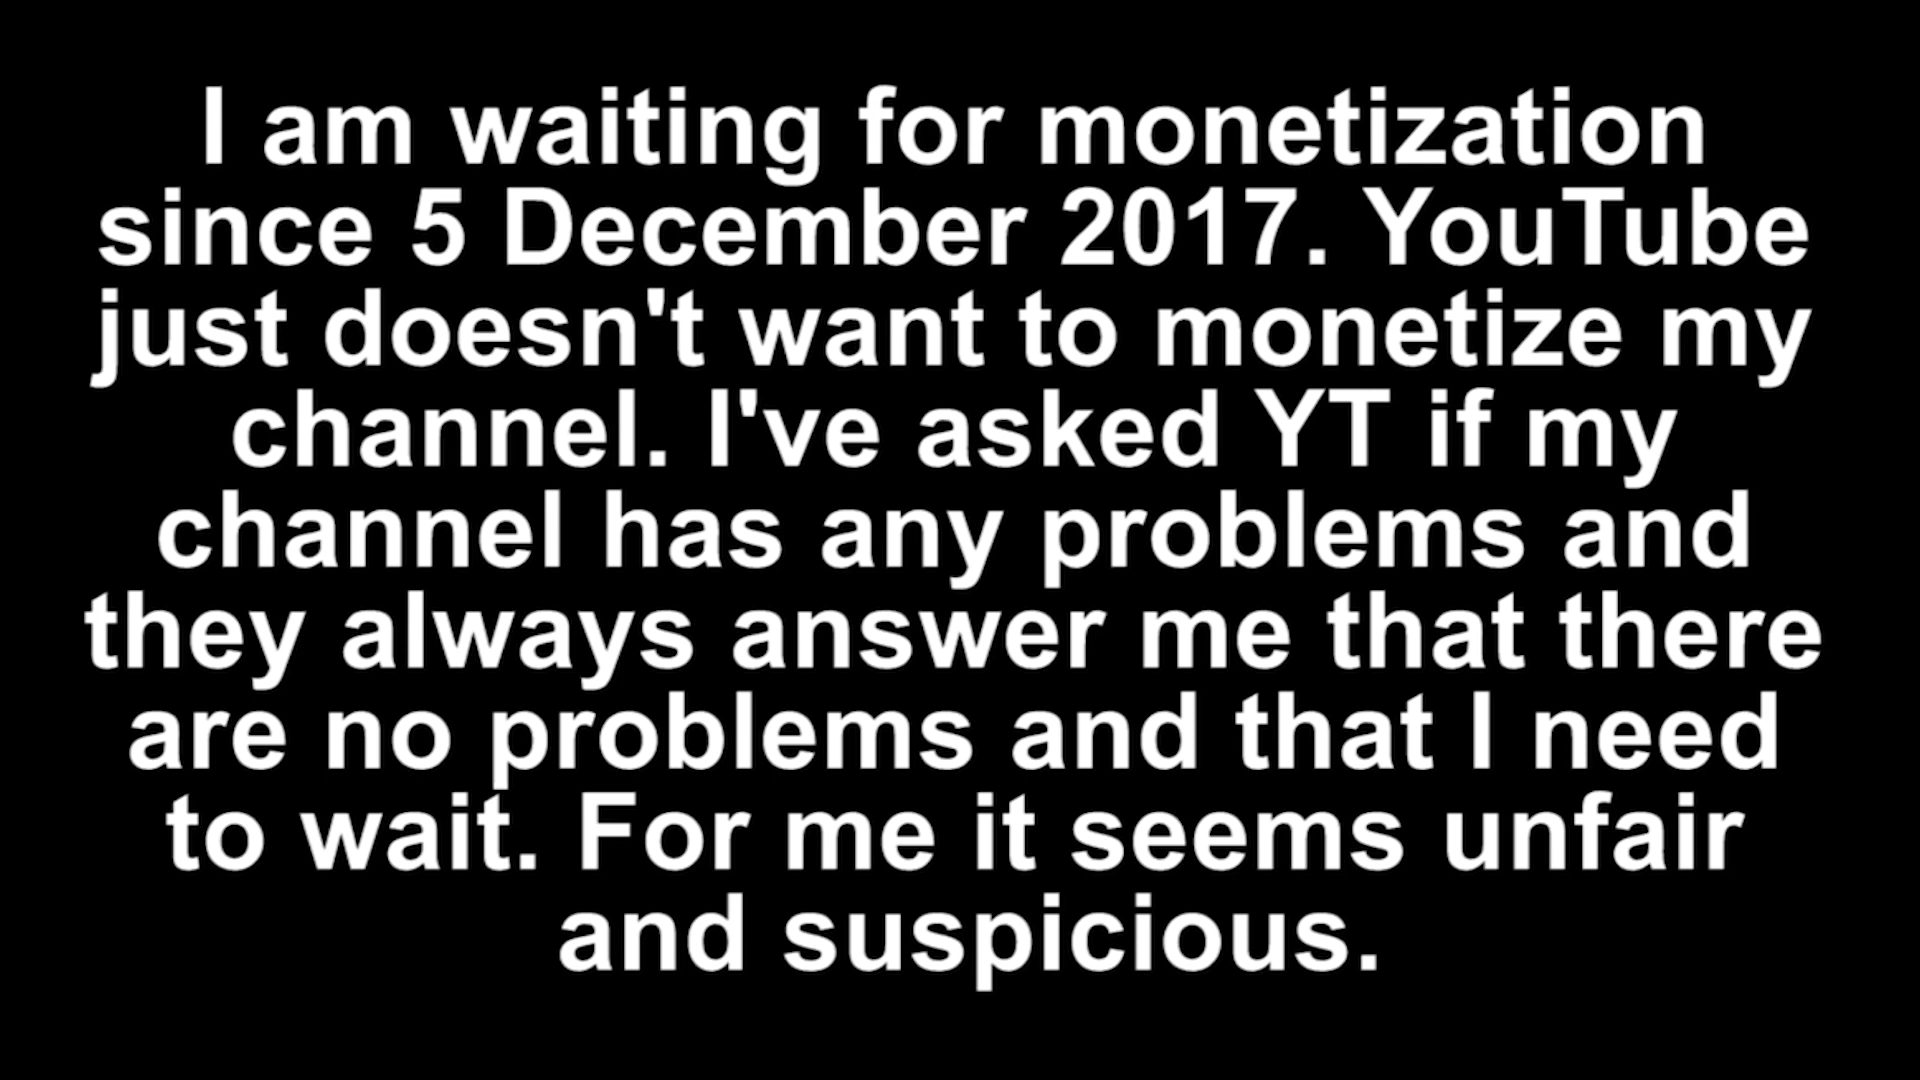 I am waiting for monetization
since 5 December 2017. YouTube
just doesn't want to monetize my
channel. I've asked YT if my
channel has any problems and
they always answer me that there
are no problems and that I need
to wait. For me it seems unfair
and suspicious.